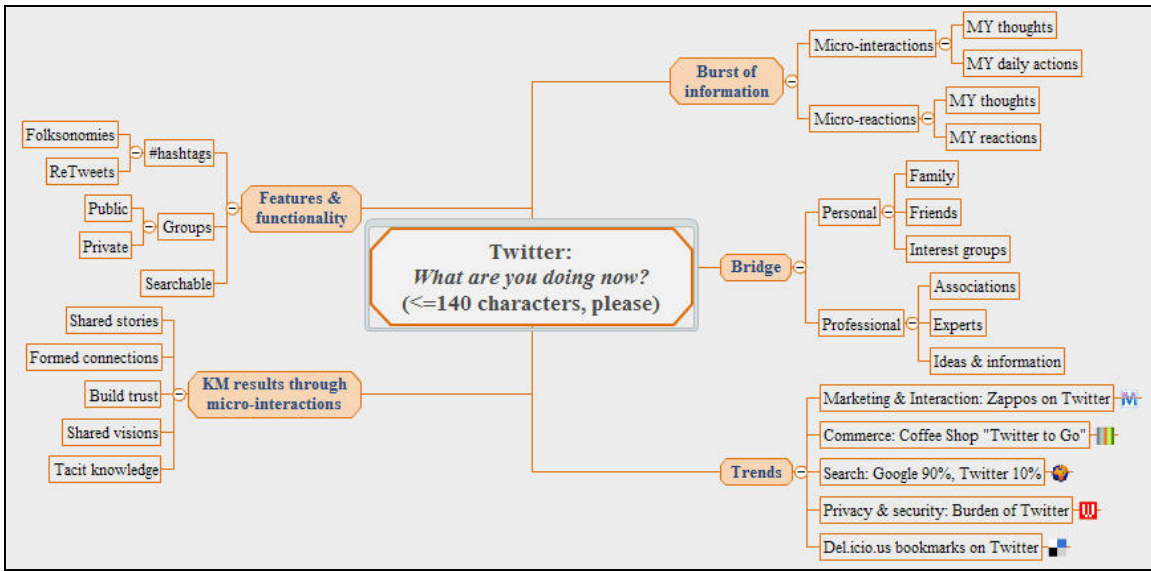 Twitter:
What are you doing now?
(<=140 characters, please)
Burst of
information
Micro-interactions
MY thoughts
MY daily actions
Micro-reactions
MY thoughts
MY reactions
Bridge
Personal
Family
Friends
Interest groups
Professional
Associations
Experts
Ideas & information
Trends
Marketing & Interaction: Zappos on Twitter
Commerce: Coffee Shop "Twitter to Go"
Search: Google 90%, Twitter 10%
Privacy & security: Burden of Twitter
Del.icio.us bookmarks on Twitter
Features &
functionality
#hashtags
Folksonomies
ReTweets
Groups
Public
Private
Searchable
KM results through
micro-interactions
Shared stories
Formed connections
Build trust
Shared visions
Tacit knowledge